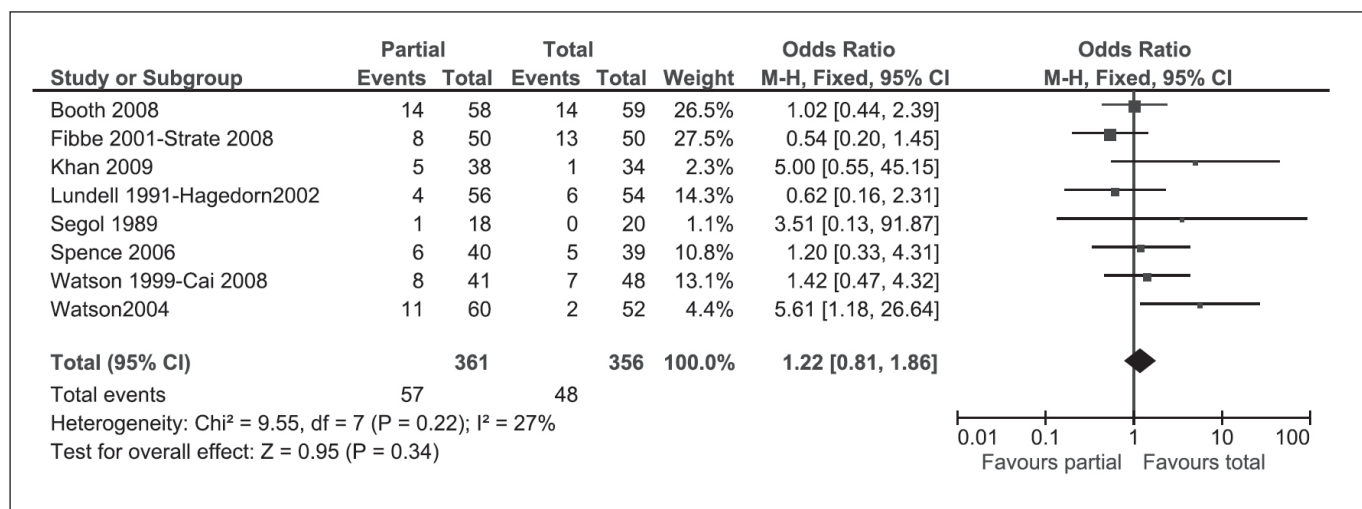 Partial Total Odds Ratio Odds Ratio
Study or Subgroup Events Total Events Total Weight M-H, Fixed, 95% CI M-H, Fixed, 95% CI
Booth 2008 14 58 14 59 26.5% 1.02 [0.44, 2.39]
Fibbe 2001-Strate 2008 8 50 13 50 27.5% 0.54 [0.20, 1.45]
Khan 2009 5 38 1 34 2.3% 5.00 [0.55, 45.15]
Lundell 1991-Hagedorn2002 4 56 6 54 14.3% 0.62 [0.16, 2.31]
Segol 1989 1 18 0 20 1.1% 3.51 [0.13, 91.87]
Spence 2006 6 40 5 39 10.8% 1.20 [0.33, 4.31]
Watson 1999-Cai 2008 8 41 7 48 13.1% 1.42 [0.47, 4.32]
Watson2004 11 60 2 52 4.4% 5.61 [1.18, 26.64]
Total (95% CI) 361 356 100.0% 1.22 [0.81, 1.86]
Total events 57 48
Heterogeneity: Chi² = 9.55, df = 7 (P = 0.22); I² = 27%
Test for overall effect: Z = 0.95 (P = 0.34)
0.01 0.1 1 10 100
Favours partial Favours total